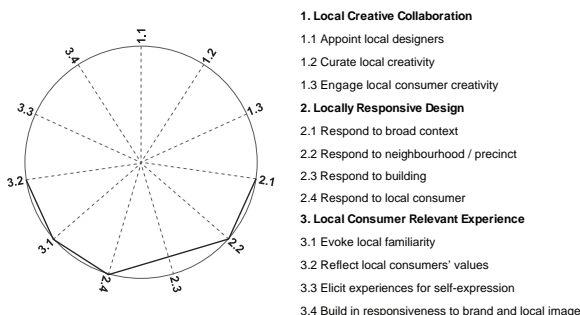 1.1
1.2
1.3
2.1
2.2
2.3
2.4
3.1
3.2
3.3
3.4
1. Local Creative Collaboration
1.1 Appoint local designers
1.2 Curate local creativity
1.3 Engage local consumer creativity
2. Locally Responsive Design
2.1 Respond to broad context
2.2 Respond to neighbourhood / precinct
2.3 Respond to building
2.4 Respond to local consumer
3. Local Consumer Relevant Experience
3.1 Evoke local familiarity
3.2 Reflect local consumers' values
3.3 Elicit experiences for self-expression
3.4 Build in responsiveness to brand and local image